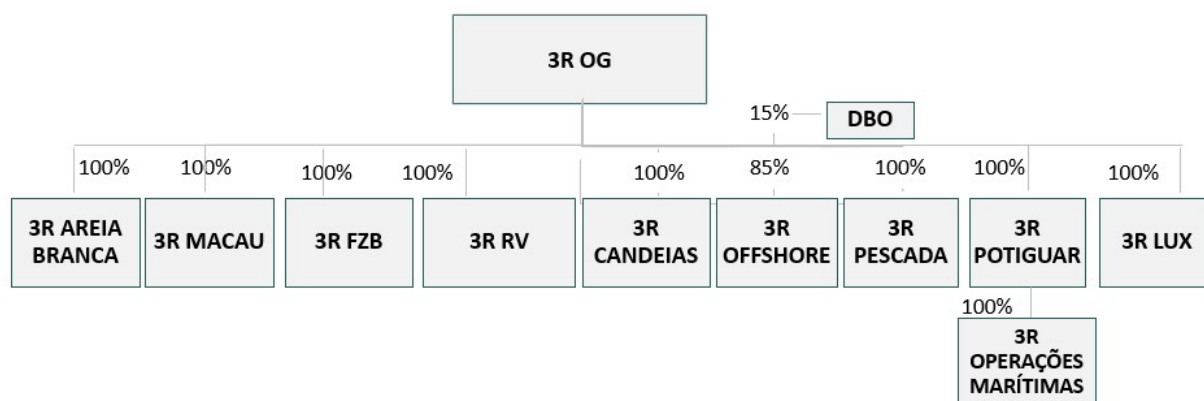 3R OG
15%
DBO
100%
100%
100%
100%
100%
85%
100%
100%
100%
3R AREIA
BRANCA
3R MACAU
3R FZB
3R RV
3R
CANDEIAS
3R
OFFSHORE
3R
PESCADA
3R
POTIGUAR
3R LUX
100%
3R
OPERAÇÕES
MARÍTIMAS